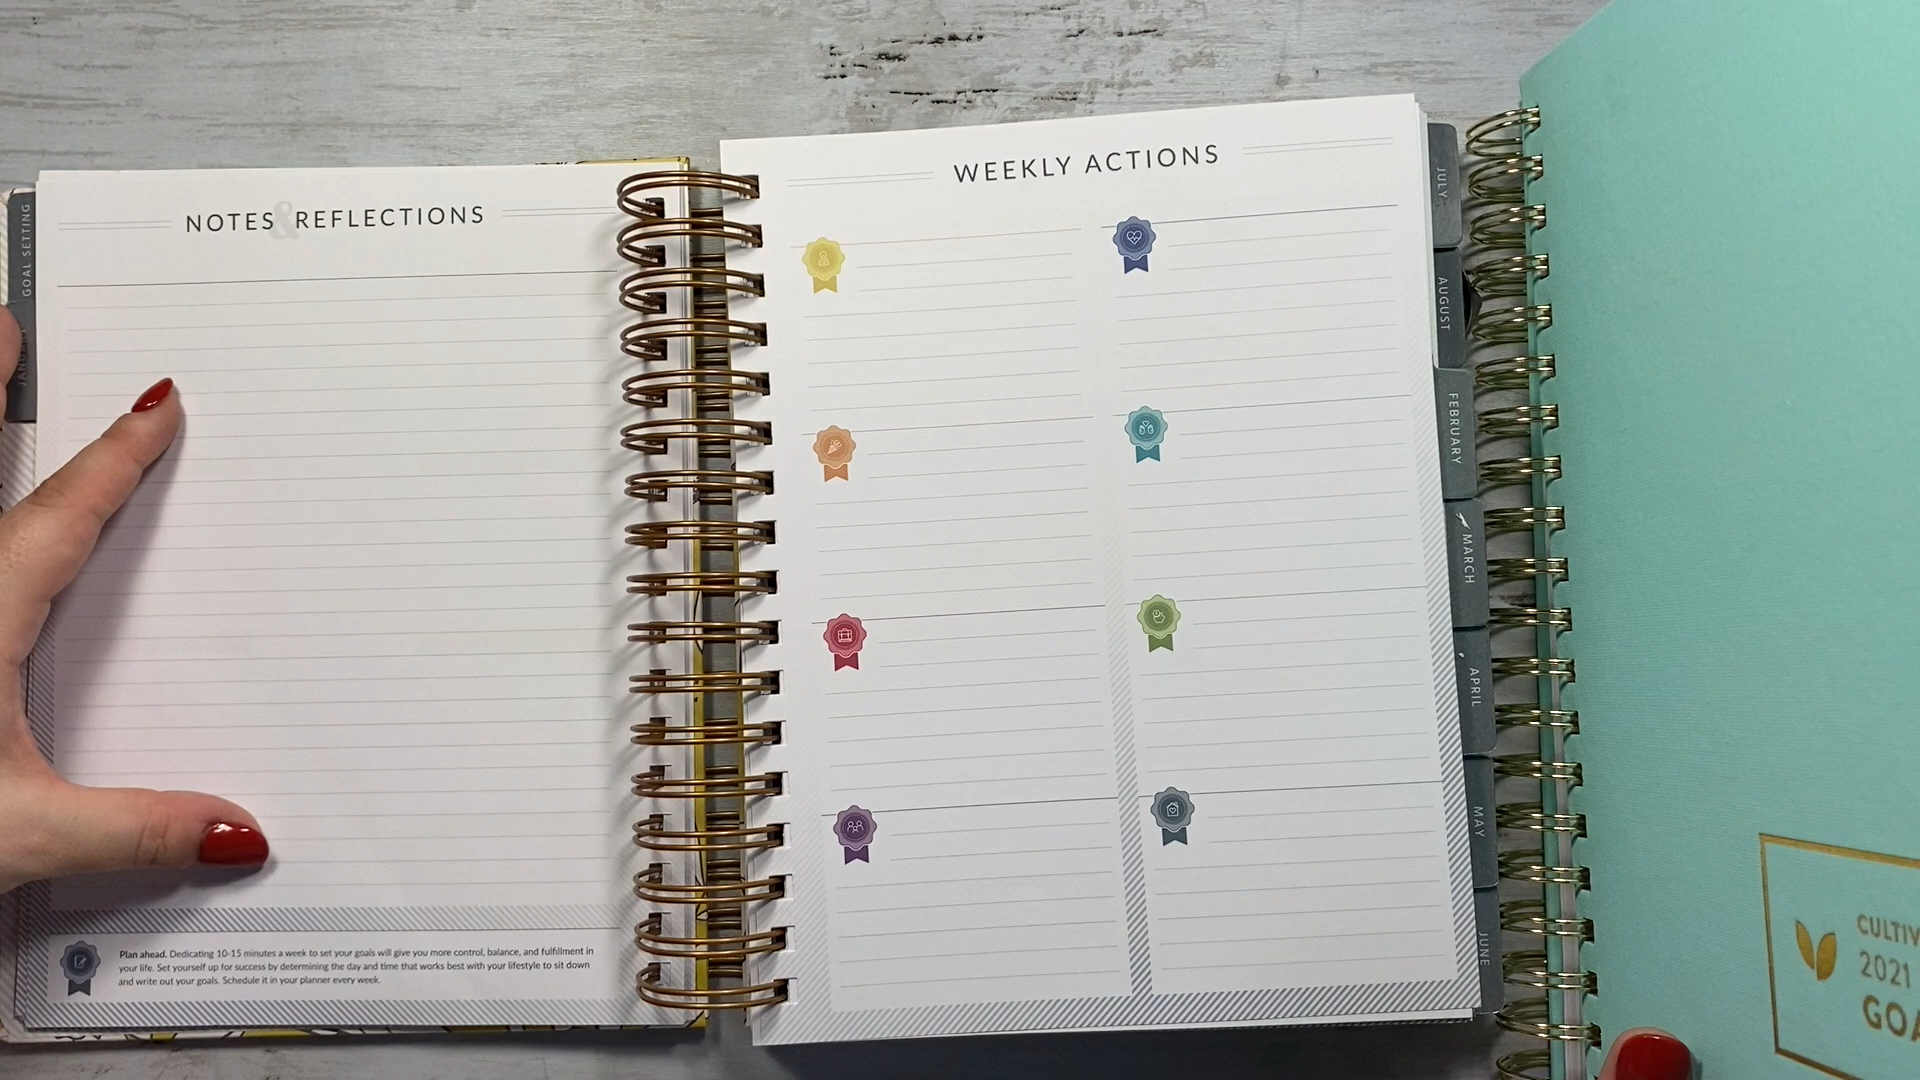 GOAL SETTING
JANUARY
NOTES & REFLECTIONS
Plan ahead. Dedicating 10-15 minutes a week to set your goals will give you more control, balance, and fulfillment in
your life. Set yourself up for success by determining the day and time that works best with your lifestyle to sit down
and write out your goals. Schedule it in your planner every week.
WEEKLY ACTIONS
JULY
AUGUST
FEBRUARY
MARCH
APRIL
MAY
JUNE
CULTIV
2021
GOA